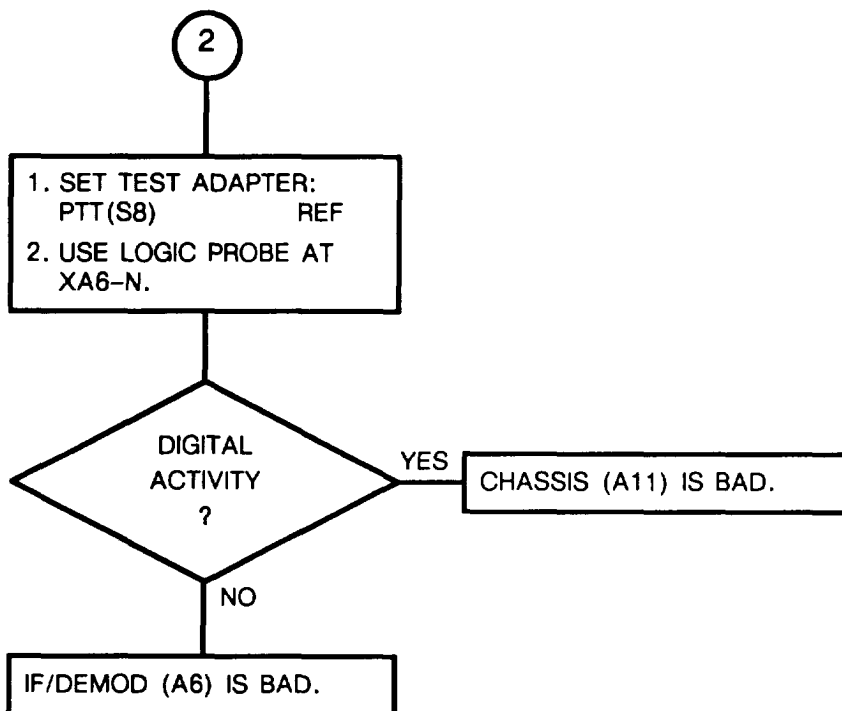 2
1. SET TEST ADAPTER:
PTT(S8) REF
2. USE LOGIC PROBE AT
XA6-N.
DIGITAL
ACTIVITY
?
YES
CHASSIS (A11) IS BAD.
NO
IF/DEMOD (A6) IS BAD.